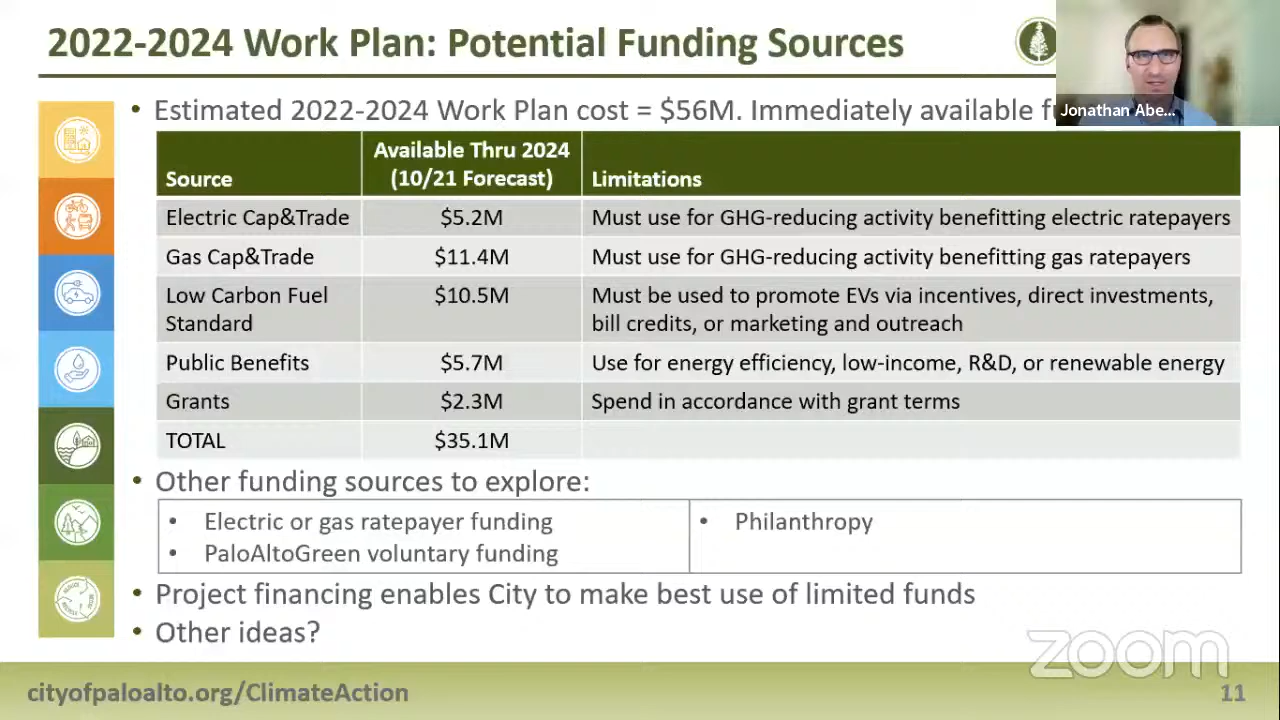 2022-2024 Work Plan: Potential Funding Sources
Jonathan Abe...
• Estimated 2022-2024 Work Plan cost = $56M. Immediately available
Source
Available Thru 2024
(10/21 Forecast)
Limitations
Electric Cap&Trade
$5.2M
Must use for GHG-reducing activity benefitting electric ratepayers
Gas Cap&Trade
$11.4M
Must use for GHG-reducing activity benefitting gas ratepayers
Low Carbon Fuel
Standard
$10.5M
Must be used to promote EVs via incentives, direct investments,
bill credits, or marketing and outreach
Public Benefits
$5.7M
Use for energy efficiency, low-income, R&D, or renewable energy
Grants
$2.3M
Spend in accordance with grant terms
TOTAL
$35.1M
• Other funding sources to explore:
• Electric or gas ratepayer funding
• PaloAltoGreen voluntary funding
• Philanthropy
• Project financing enables City to make best use of limited funds
• Other ideas?
zoom
cityofpaloalto.org/ClimateAction
11